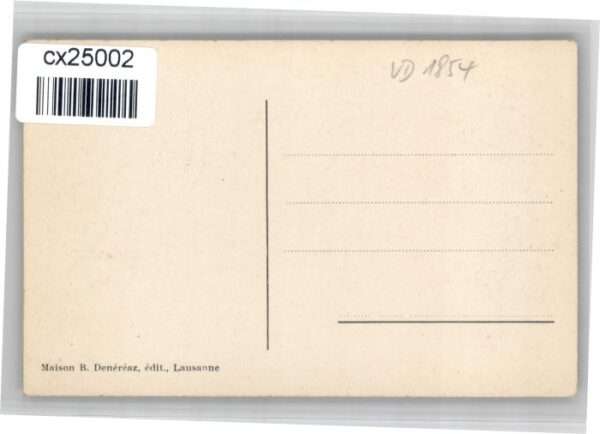 cx25002
VD 1854
Maison B. Denéréaz, édit., Lausanne